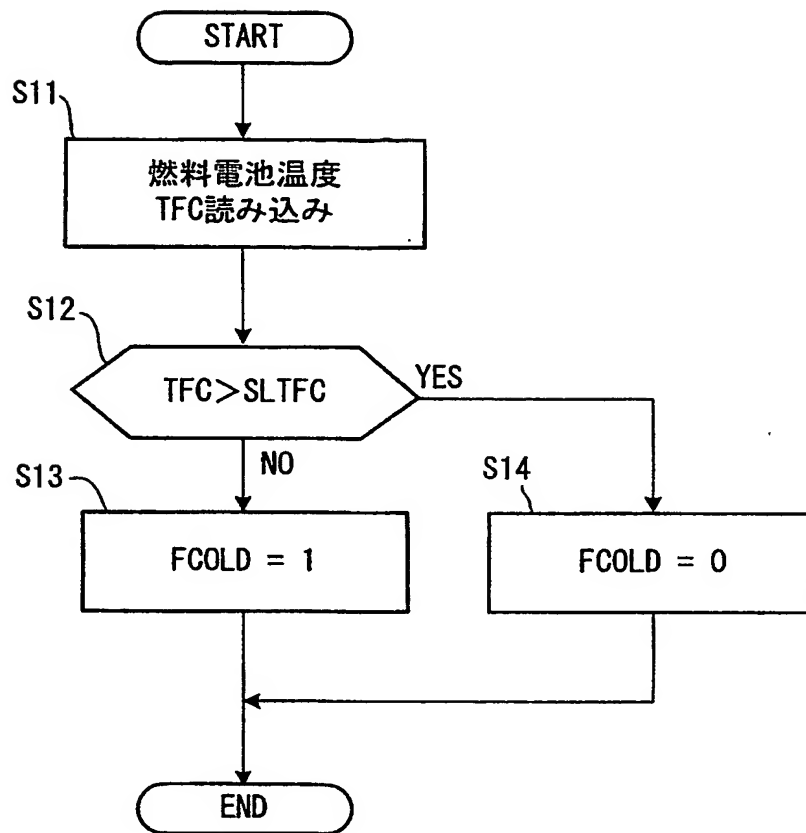 START
S11
燃料電池温度
TFC読み込み
S12
TFC>SLTFC
YES
NO
S13
FCOLD = 1
S14
FCOLD = 0
END